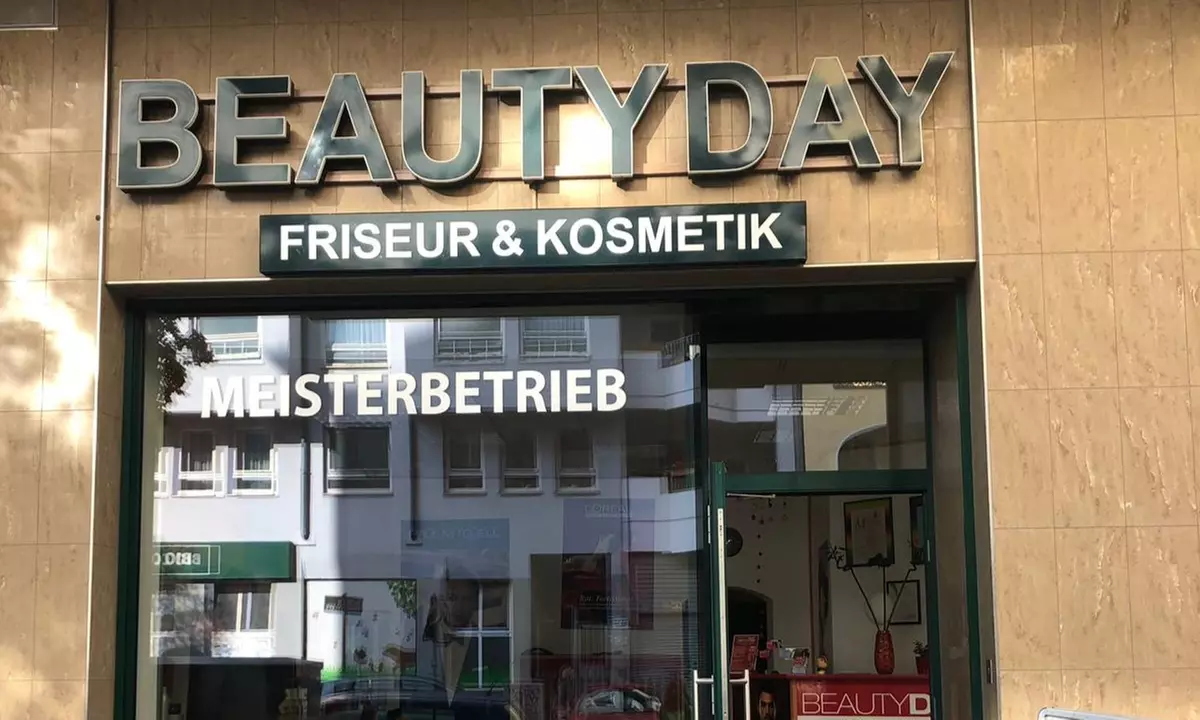 BEAUTYDAY
FRISEUR & KOSMETIK
MEISTERBETRIEB
BEAUTYD